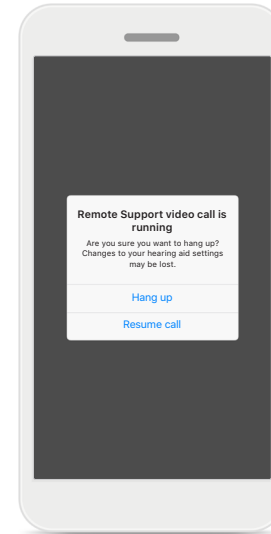 Remote Support video call is
running
Are you sure you want to hang up?
Changes to your hearing aid settings
may be lost.
Hang up
Resume call